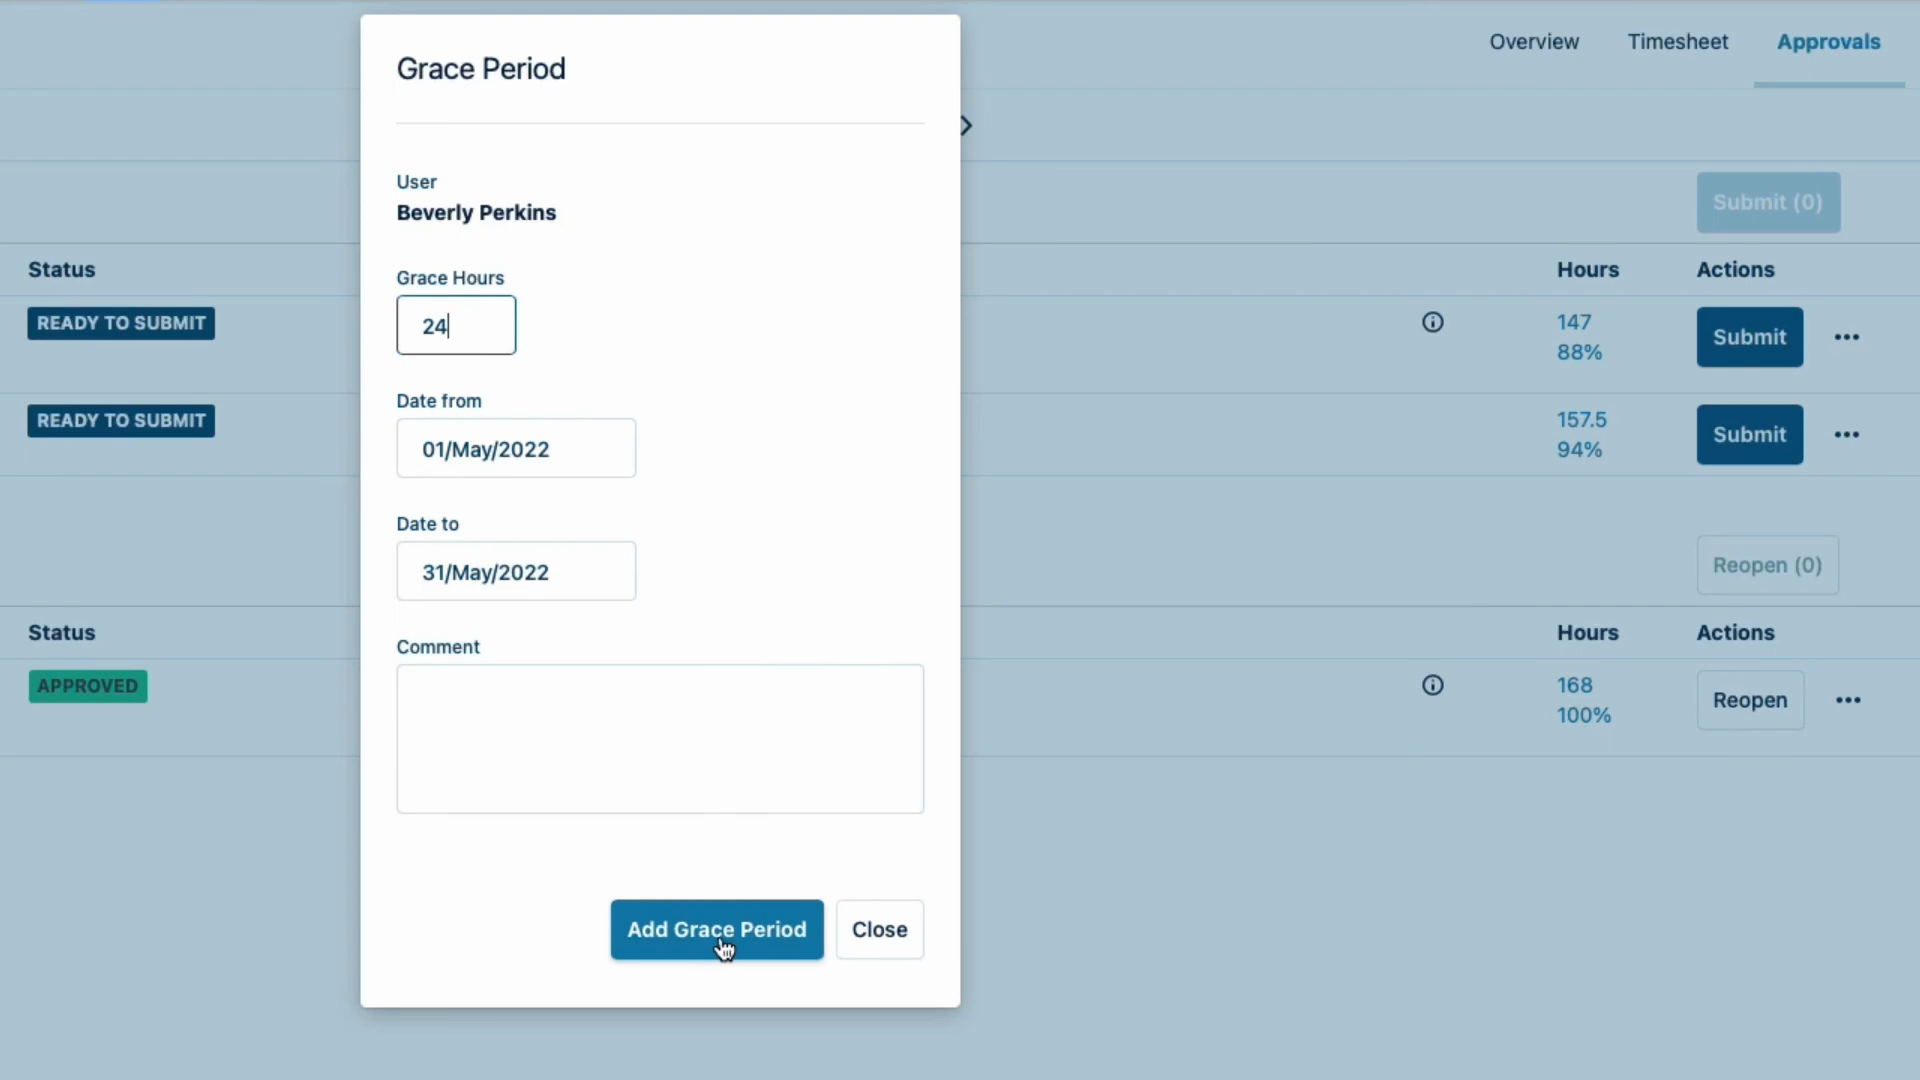 Overview Timesheet Approvals
Grace Period
User
Beverly Perkins
Grace Hours
24
Date from
01/May/2022
Date to
31/May/2022
Comment
Add Grace Period Close
Submit (0)
Status Hours Actions
READY TO SUBMIT 147 Submit
88%
READY TO SUBMIT 157.5 Submit
94%
Reopen (0)
Status Hours Actions
APPROVED 168 Reopen
100%